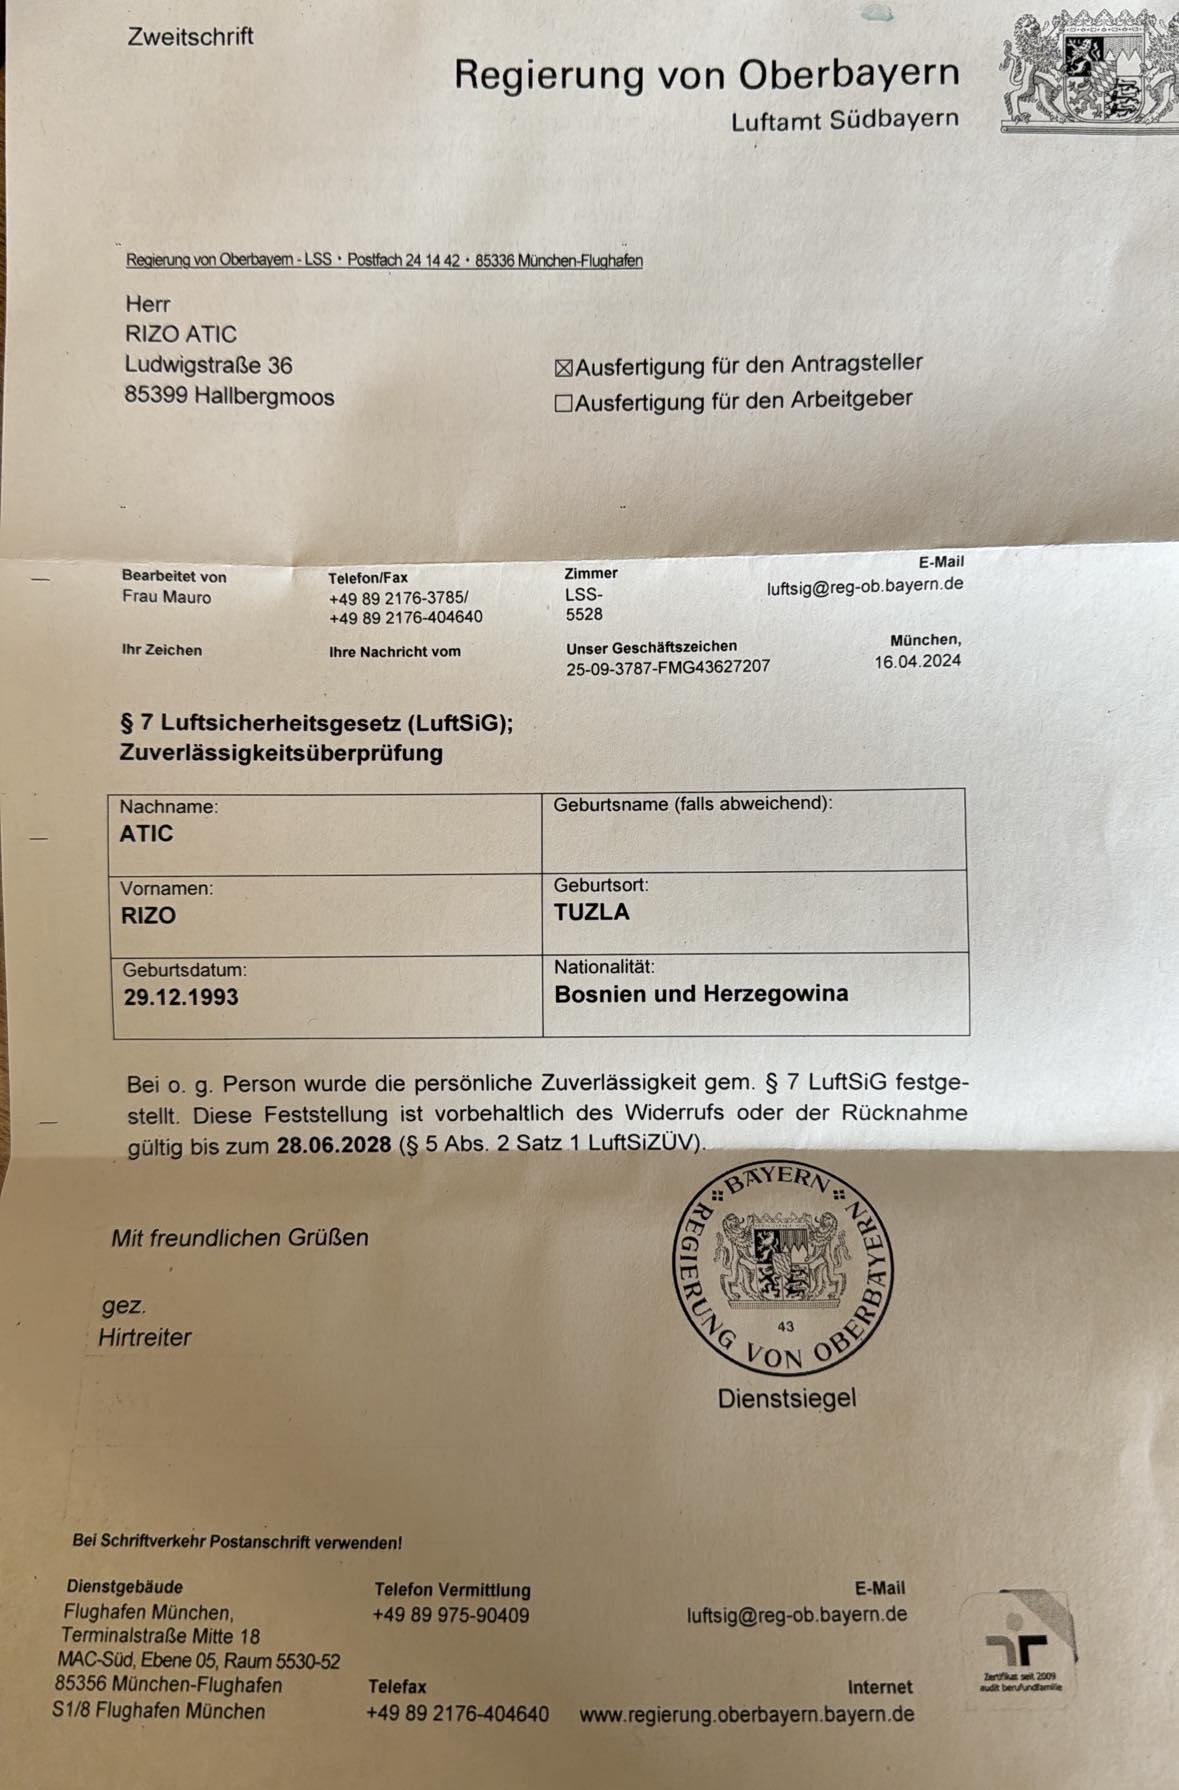 Zweitschrift
Regierung von Oberbayern
Luftamt Südbayern
Regierung von Oberbayern - LSS • Postfach 24 14 42 • 85336 München-Flughafen
Herr
RIZO ATIC
Ludwigstraße 36
85399 Hallbergmoos
☒Ausfertigung für den Antragsteller
☐Ausfertigung für den Arbeitgeber
Bearbeitet von
Frau Mauro
Telefon/Fax
+49 89 2176-3785/
+49 89 2176-404640
Zimmer
LSS-
5528
E-Mail
luftsig@reg-ob.bayern.de
Ihr Zeichen
Ihre Nachricht vom
Unser Geschäftszeichen
25-09-3787-FMG43627207
München,
16.04.2024
§ 7 Luftsicherheitsgesetz (LuftSiG);
Zuverlässigkeitsüberprüfung
Nachname:
ATIC
Geburtsname (falls abweichend):
Vornamen:
RIZO
Geburtsort:
TUZLA
Geburtsdatum:
29.12.1993
Nationalität:
Bosnien und Herzegowina
Bei o. g. Person wurde die persönliche Zuverlässigkeit gem. § 7 LuftSiG festge-
stellt. Diese Feststellung ist vorbehaltlich des Widerrufs oder der Rücknahme
gültig bis zum 28.06.2028 (§ 5 Abs. 2 Satz 1 LuftSiZÜV).
Mit freundlichen Grüßen
gez.
Hirtreiter
BAYERN
REGIERUNG VON OBERBAYERN
43
Dienstsiegel
Bei Schriftverkehr Postanschrift verwenden!
Dienstgebäude
Flughafen München,
Terminalstraße Mitte 18
MAC-Süd, Ebene 05, Raum 5530-52
85356 München-Flughafen
S1/8 Flughafen München
Telefon Vermittlung
+49 89 975-90409
Telefax
+49 89 2176-404640
E-Mail
luftsig@reg-ob.bayern.de
Internet
www.regierung.oberbayern.bayern.de
Zertifikat seit 2009
audit berufundfamilie